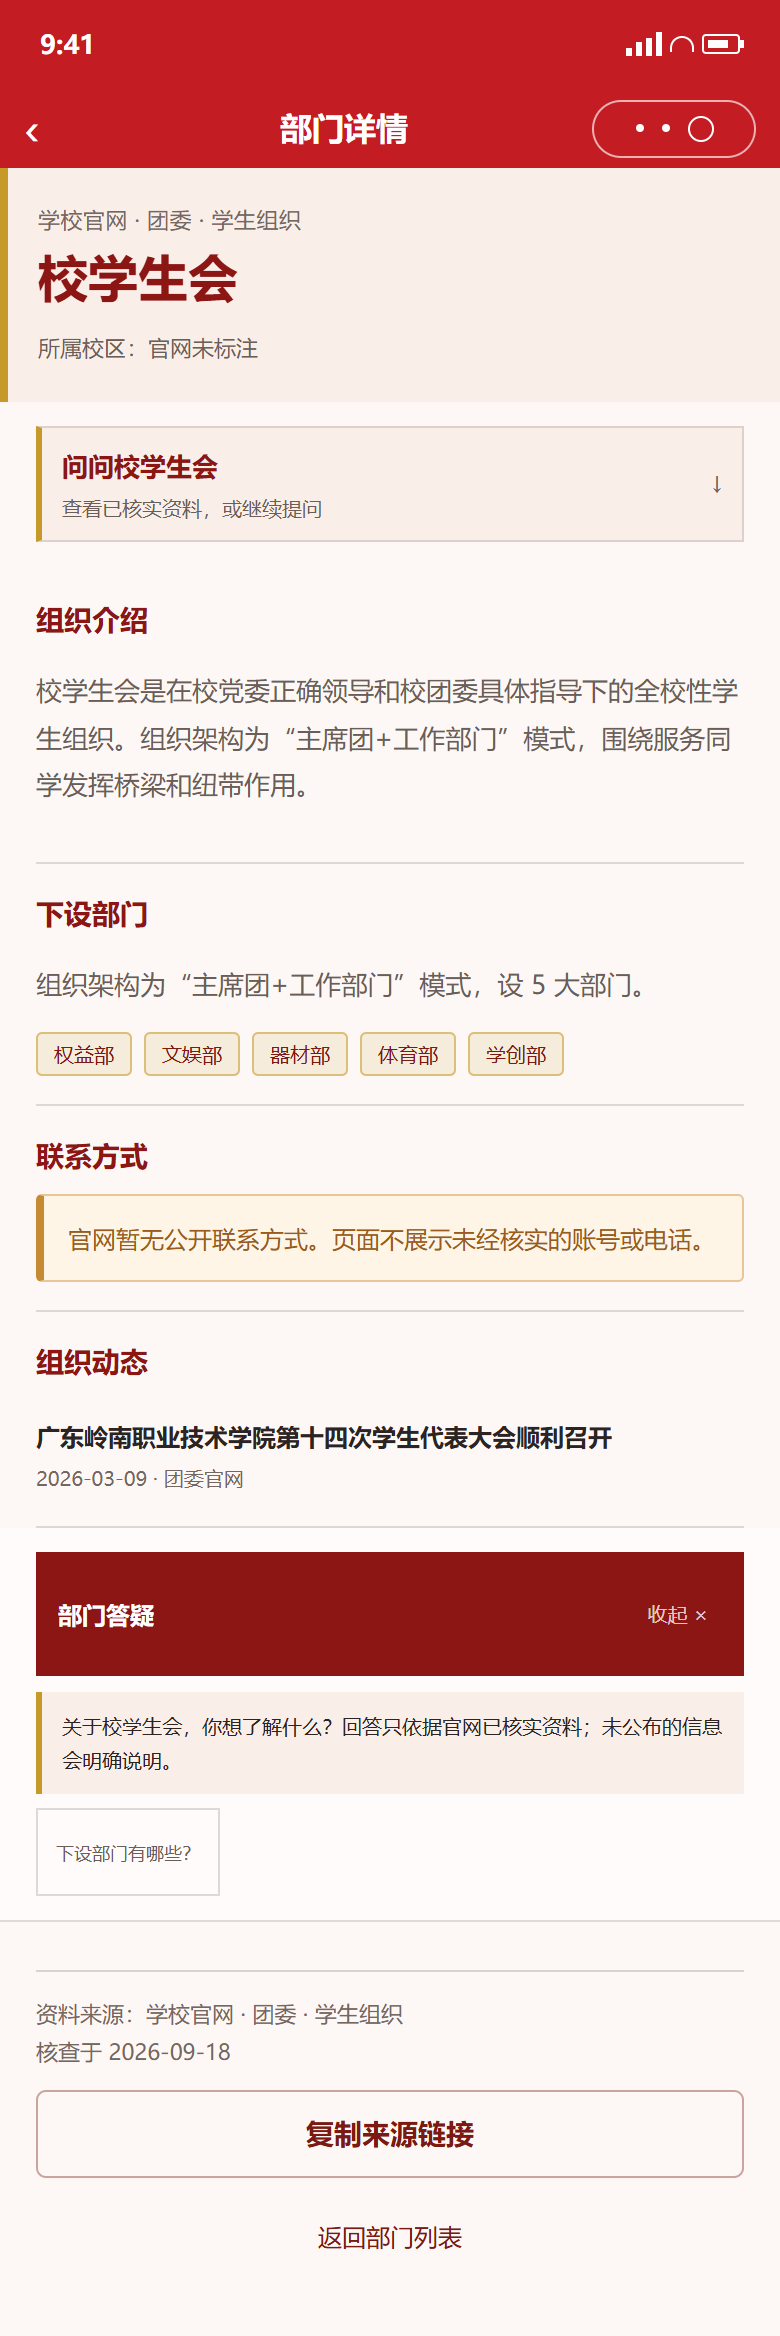 9:41
‹
部门详情
学校官网 · 团委 · 学生组织
校学生会
所属校区：官网未标注
问问校学生会
查看已核实资料，或继续提问
↓
组织介绍
校学生会是在校党委正确领导和校团委具体指导下的全校性学
生组织。组织架构为“主席团+工作部门”模式，围绕服务同
学发挥桥梁和纽带作用。
下设部门
组织架构为“主席团+工作部门”模式，设 5 大部门。
权益部 文娱部 器材部 体育部 学创部
联系方式
官网暂无公开联系方式。页面不展示未经核实的账号或电话。
组织动态
广东岭南职业技术学院第十四次学生代表大会顺利召开
2026-03-09 · 团委官网
部门答疑 收起 ×
关于校学生会，你想了解什么？回答只依据官网已核实资料；未公布的信息
会明确说明。
下设部门有哪些？
资料来源：学校官网 · 团委 · 学生组织
核查于 2026-09-18
复制来源链接
返回部门列表